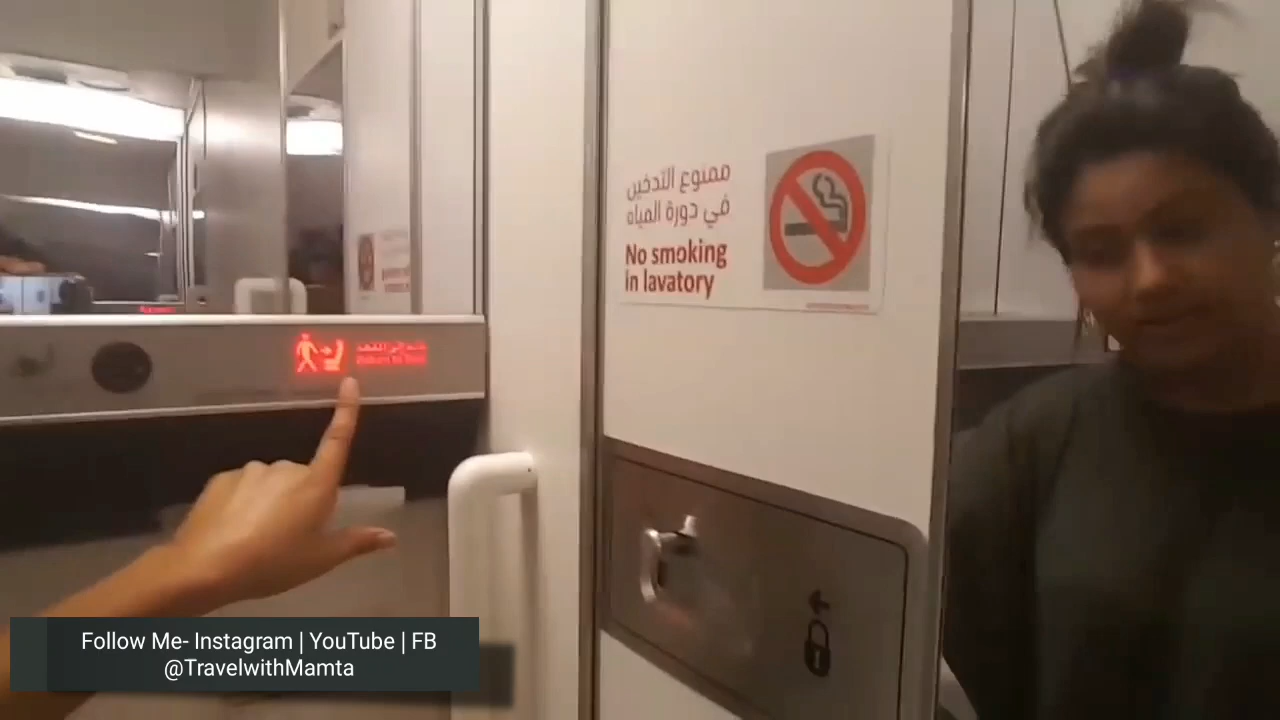 ممنوع التدخين
في دورة المياه
No smoking
in lavatory
Follow Me- Instagram | YouTube | FB
@TravelwithMamta